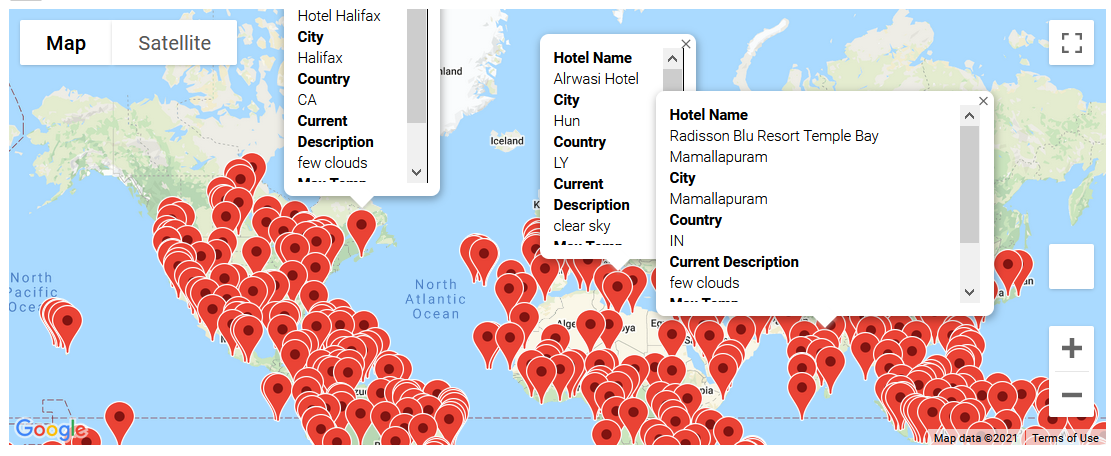 Map
Satellite
Hotel Halifax
City
Halifax
Country
CA
Current
Description
few clouds
Max Temp
Hotel Name
Alrwasi Hotel
City
Hun
Country
LY
Current
Description
clear sky
Max Temp
Hotel Name
Radisson Blu Resort Temple Bay
Mamallapuram
City
Mamallapuram
Country
IN
Current Description
few clouds
Max Temp
Iceland
North
Pacific
Ocea
North
Atlantic
Ocean
Google
Map data ©2021
Terms of Use